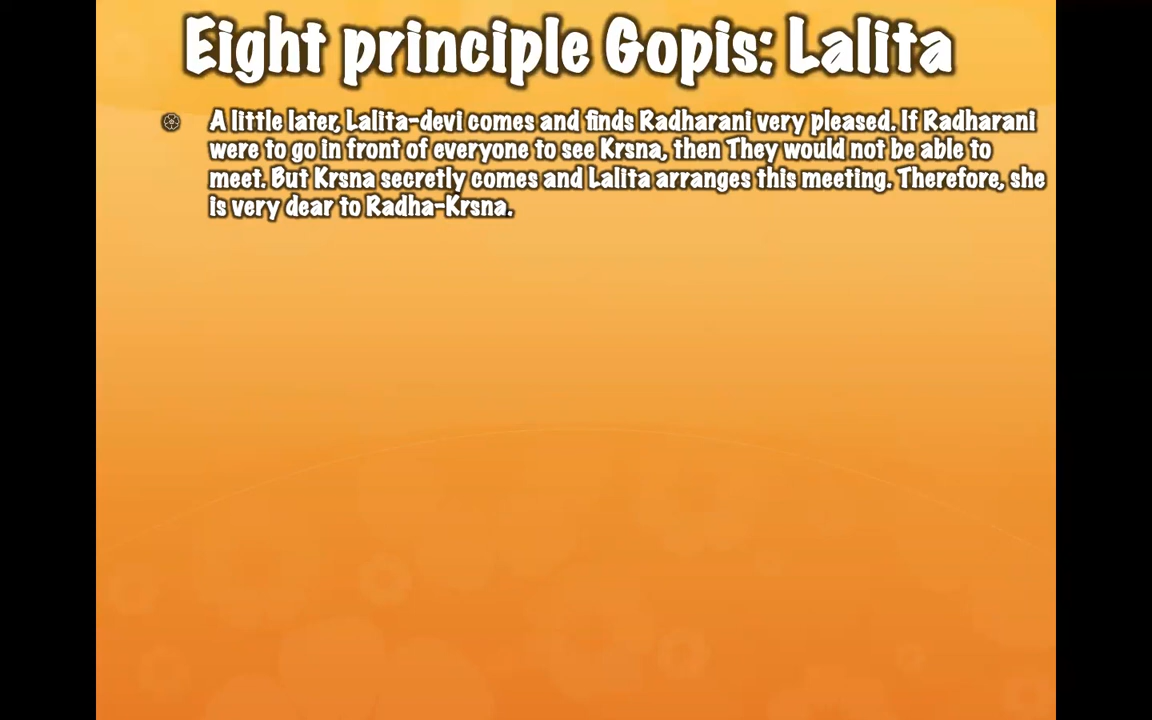 Eight principle Gopis: Lalita
A little later, Lalita-devi comes and finds Radharani very pleased. If Radharani
were to go in front of everyone to see Krsna, then They would not be able to
meet. But Krsna secretly comes and Lalita arranges this meeting. Therefore, she
is very dear to Radha-Krsna.